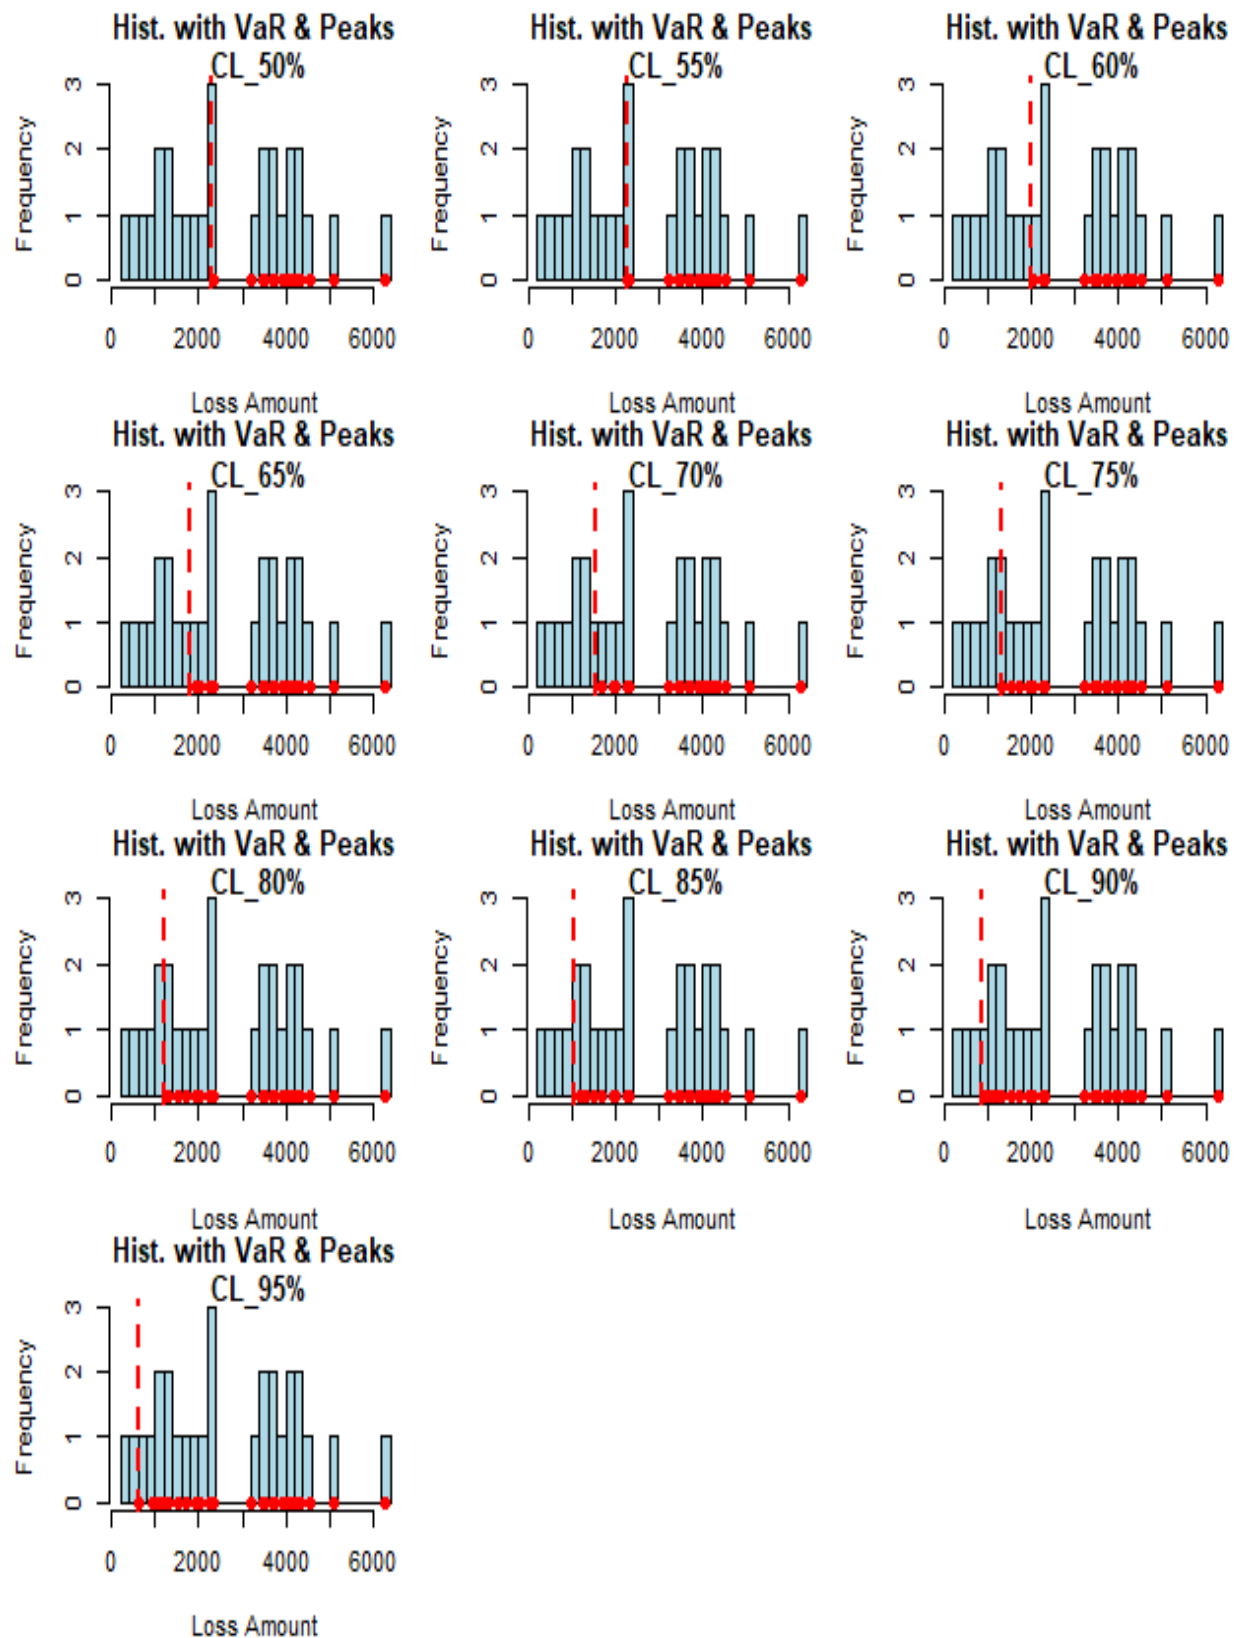 Hist. with VaR & Peaks
CL_50%
Frequency
3
2
1
0
0 2000 4000 6000
Loss Amount
Hist. with VaR & Peaks
CL_55%
Frequency
3
2
1
0
0 2000 4000 6000
Loss Amount
Hist. with VaR & Peaks
CL_60%
Frequency
3
2
1
0
0 2000 4000 6000
Loss Amount
Hist. with VaR & Peaks
CL_65%
Frequency
3
2
1
0
0 2000 4000 6000
Loss Amount
Hist. with VaR & Peaks
CL_70%
Frequency
3
2
1
0
0 2000 4000 6000
Loss Amount
Hist. with VaR & Peaks
CL_75%
Frequency
3
2
1
0
0 2000 4000 6000
Loss Amount
Hist. with VaR & Peaks
CL_80%
Frequency
3
2
1
0
0 2000 4000 6000
Loss Amount
Hist. with VaR & Peaks
CL_85%
Frequency
3
2
1
0
0 2000 4000 6000
Loss Amount
Hist. with VaR & Peaks
CL_90%
Frequency
3
2
1
0
0 2000 4000 6000
Loss Amount
Hist. with VaR & Peaks
CL_95%
Frequency
3
2
1
0
0 2000 4000 6000
Loss Amount